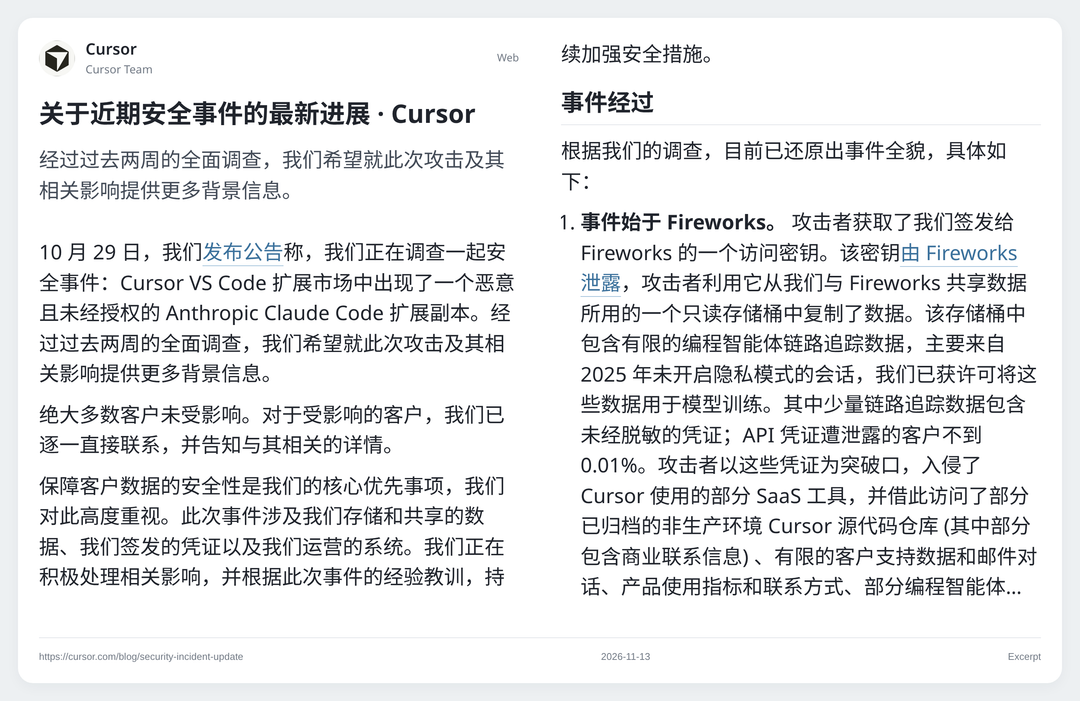 Cursor
Cursor Team
Web
关于近期安全事件的最新进展 · Cursor
经过过去两周的全面调查，我们希望就此次攻击及其
相关影响提供更多背景信息。
10 月 29 日，我们发布公告称，我们正在调查一起安
全事件：Cursor VS Code 扩展市场中出现了一个恶意
且未经授权的 Anthropic Claude Code 扩展副本。经
过过去两周的全面调查，我们希望就此次攻击及其相
关影响提供更多背景信息。
绝大多数客户未受影响。对于受影响的客户，我们已
逐一直接联系，并告知与其相关的详情。
保障客户数据的安全性是我们的核心优先事项，我们
对此高度重视。此次事件涉及我们存储和共享的数
据、我们签发的凭证以及我们运营的系统。我们正在
积极处理相关影响，并根据此次事件的经验教训，持
续加强安全措施。
事件经过
根据我们的调查，目前已还原出事件全貌，具体如
下：
1. 事件始于 Fireworks。 攻击者获取了我们签发给
Fireworks 的一个访问密钥。该密钥由 Fireworks
泄露，攻击者利用它从我们与 Fireworks 共享数据
所用的一个只读存储桶中复制了数据。该存储桶中
包含有限的编程智能体链路追踪数据，主要来自
2025 年未开启隐私模式的会话，我们已获许可将这
些数据用于模型训练。其中少量链路追踪数据包含
未经脱敏的凭证；API 凭证遭泄露的客户不到
0.01%。攻击者以这些凭证为突破口，入侵了
Cursor 使用的部分 SaaS 工具，并借此访问了部分
已归档的非生产环境 Cursor 源代码仓库 (其中部分
包含商业联系信息) 、有限的客户支持数据和邮件对
话、产品使用指标和联系方式、部分编程智能体...
https://cursor.com/blog/security-incident-update
2026-11-13
Excerpt